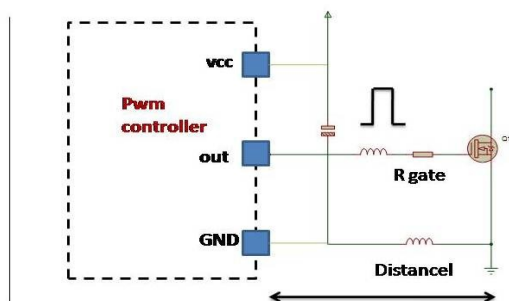 vcc
Pwm
controller
out
R gate
GND
Distancel